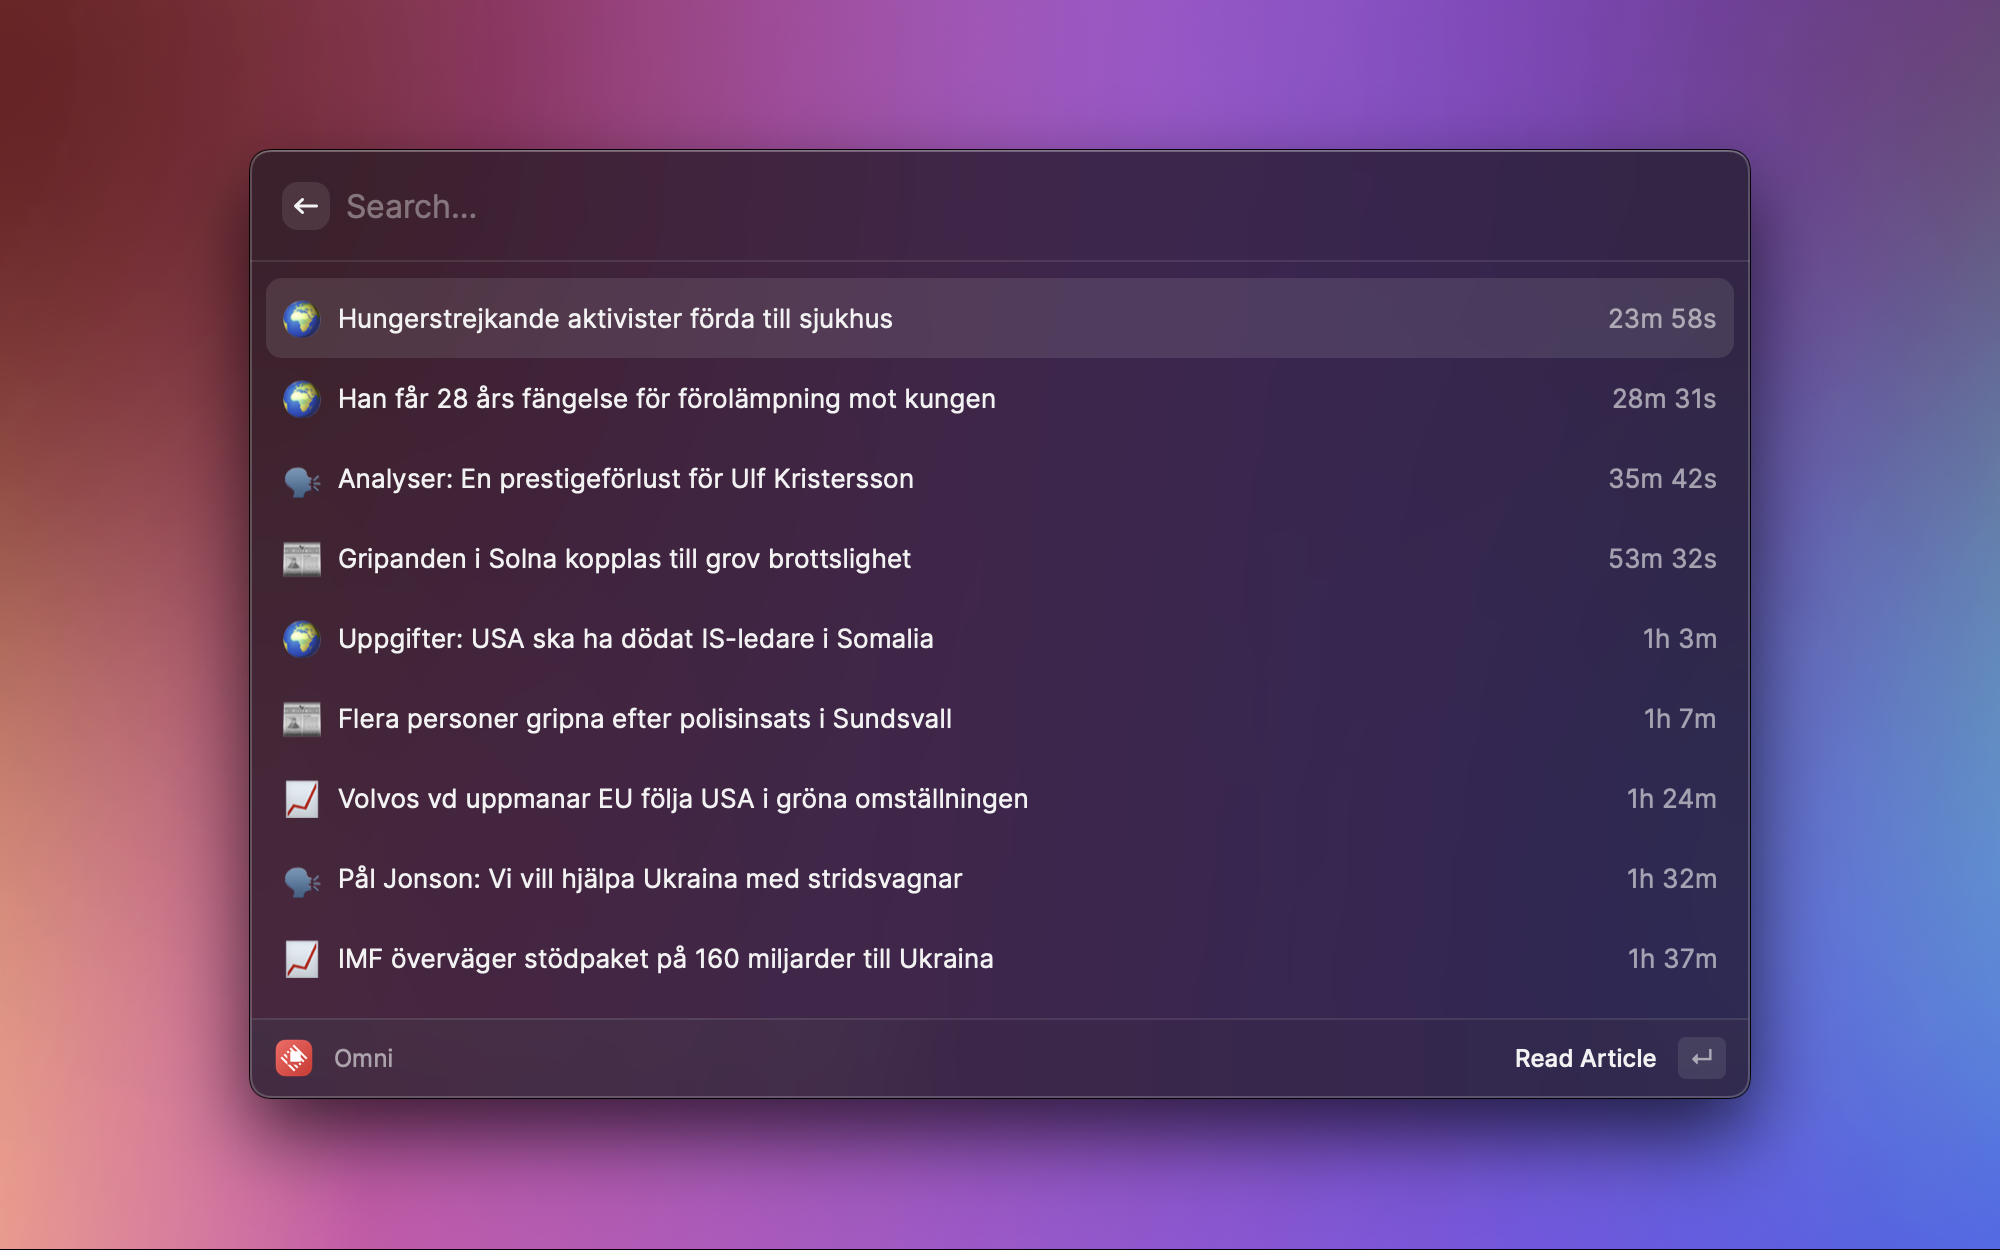 Search...
Hungerstrejkande aktivister förda till sjukhus 23m 58s
Han får 28 års fängelse för förolämpning mot kungen 28m 31s
Analyser: En prestigeförlust för Ulf Kristersson 35m 42s
Gripanden i Solna kopplas till grov brottslighet 53m 32s
Uppgifter: USA ska ha dödat IS-ledare i Somalia 1h 3m
Flera personer gripna efter polisinsats i Sundsvall 1h 7m
Volvos vd uppmanar EU följa USA i gröna omställningen 1h 24m
Pål Jonson: Vi vill hjälpa Ukraina med stridsvagnar 1h 32m
IMF överväger stödpaket på 160 miljarder till Ukraina 1h 37m
Omni Read Article